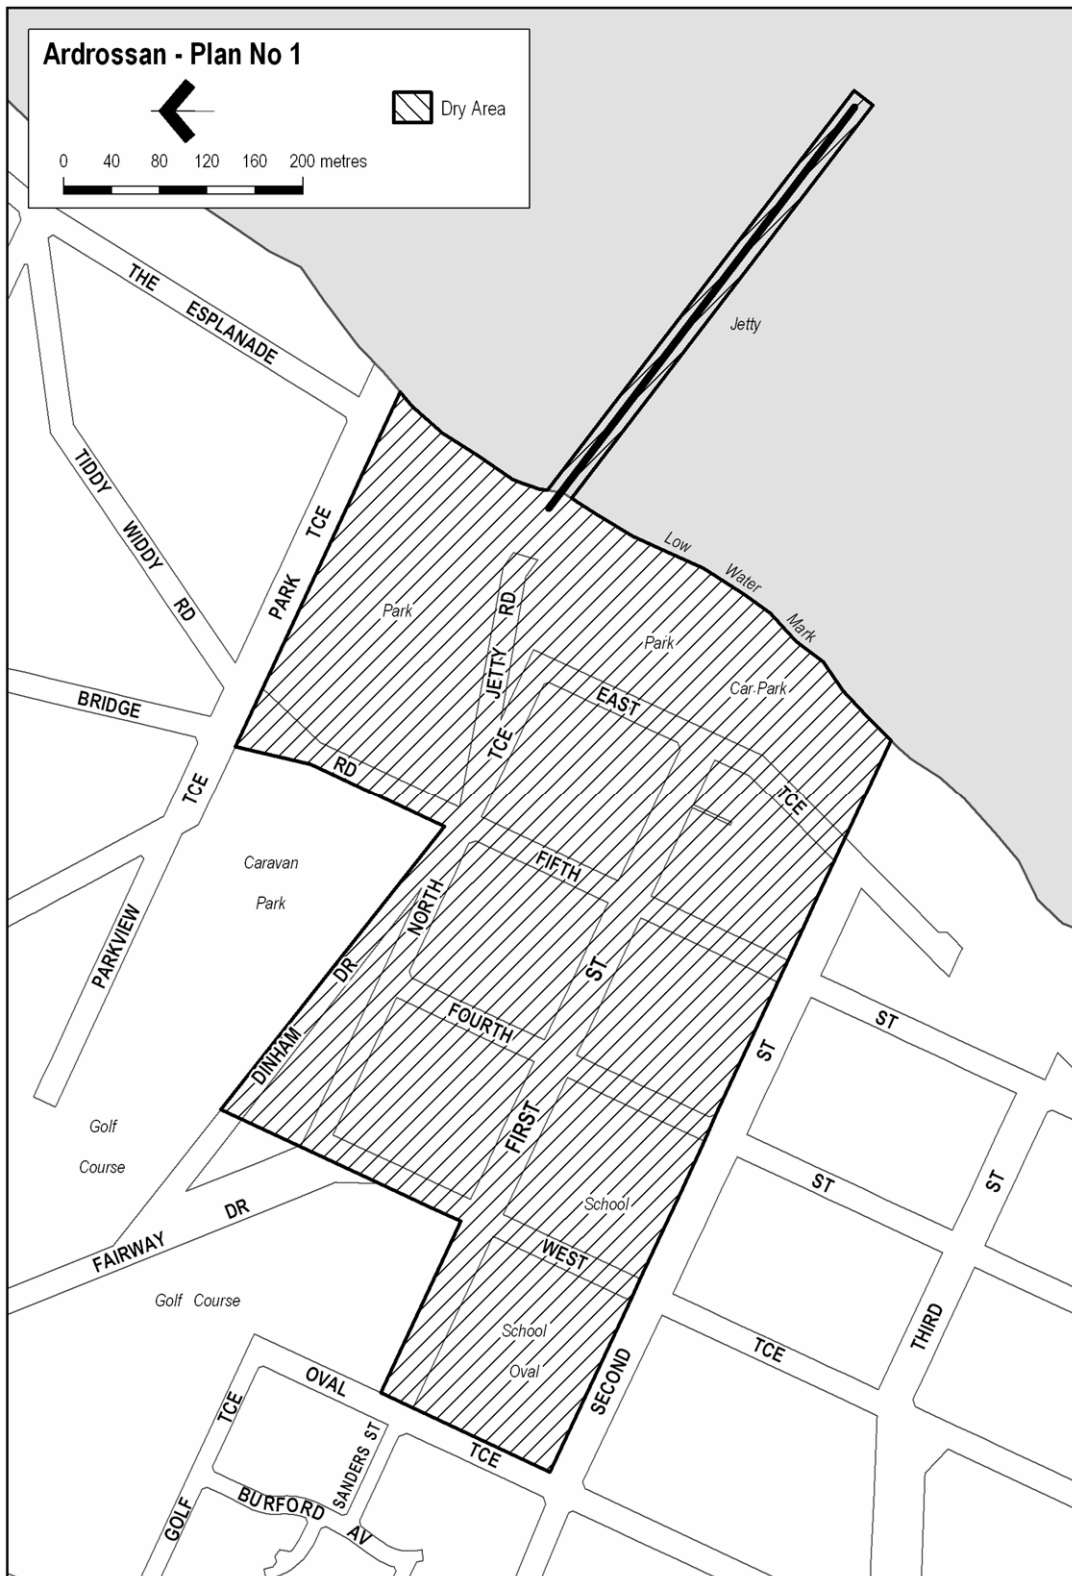 Ardrossan - Plan No 1
Dry Area
0 40 80 120 160 200 metres
THE ESPLANADE
Jetty
TIDDY WIDDY RD
PARK TCE
Low Water Mark
Park
JETTY RD
Park
BRIDGE
EAST TCE
Car Park
RD
TCE
TCE
Caravan
Park
FIFTH
NORTH
PARKVIEW
DR
ST
FOURTH
ST
ST
DINHAM
FIRST
Golf
Course
ST
ST
School
DR
FAIRWAY
WEST
Golf Course
School
Oval
THIRD
TCE
SECOND
OVAL
TCE
TCE
SANDERS ST
GOLF
BURFORD AV